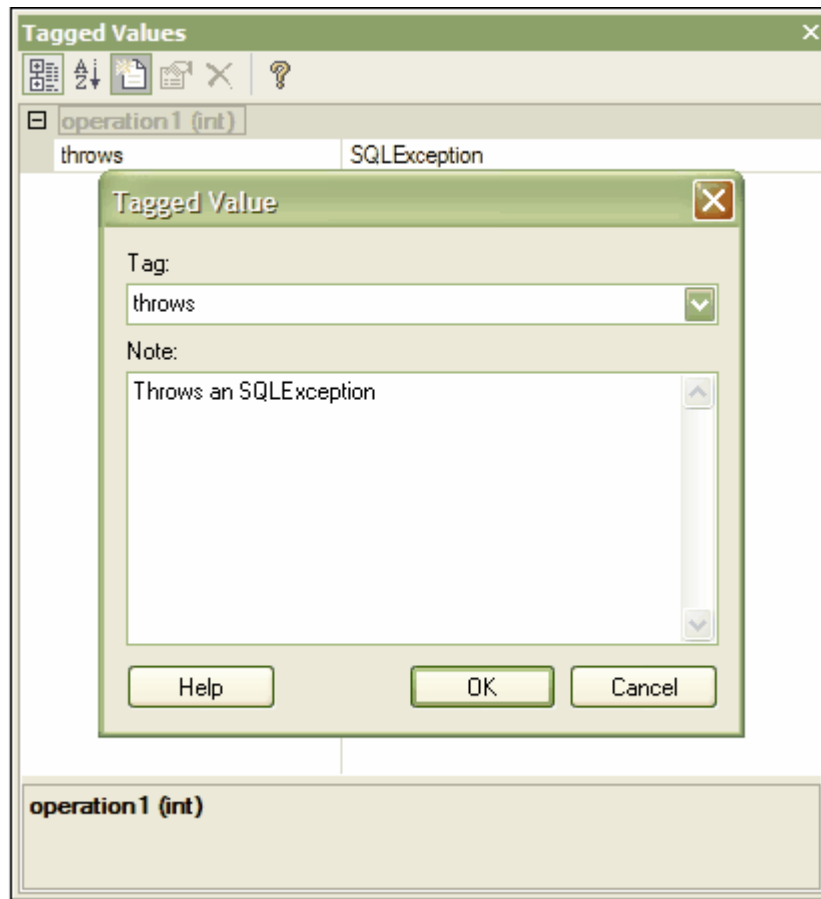 Tagged Values
operation1 (int)
throws SQLException
Tagged Value
Tag:
throws
Note:
Throws an SQLException
Help OK Cancel
operation1 (int)